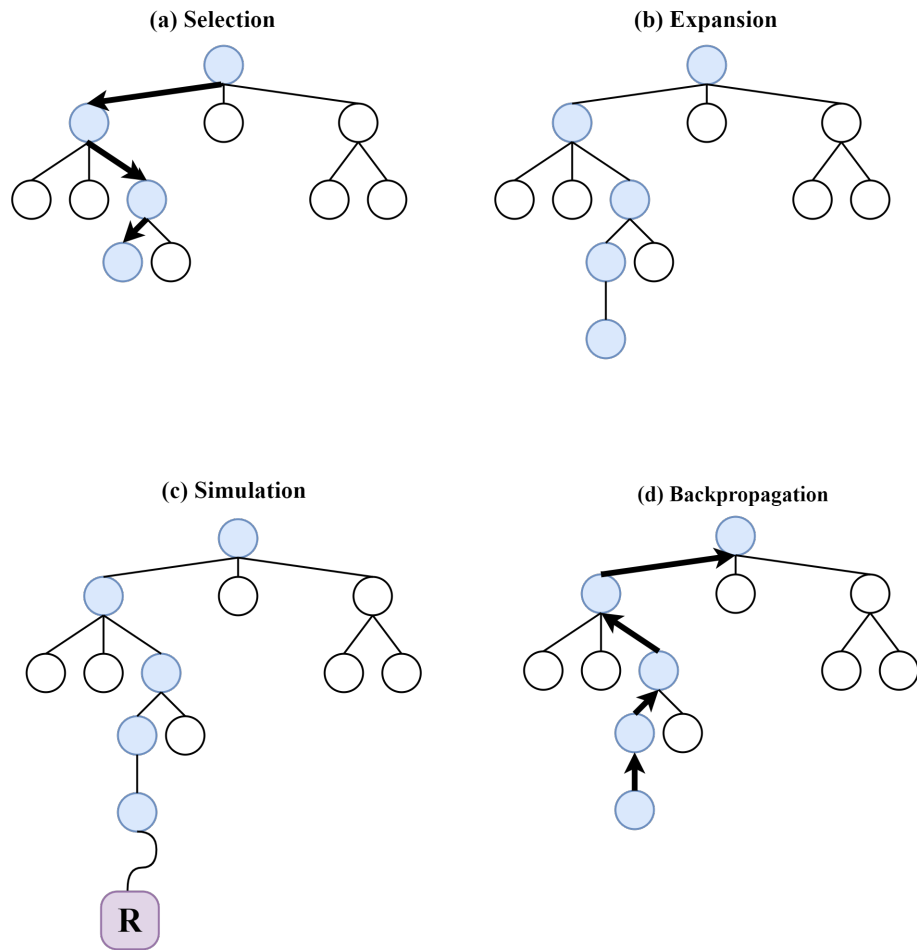 (a) Selection
(b) Expansion
(c) Simulation
(d) Backpropagation
R